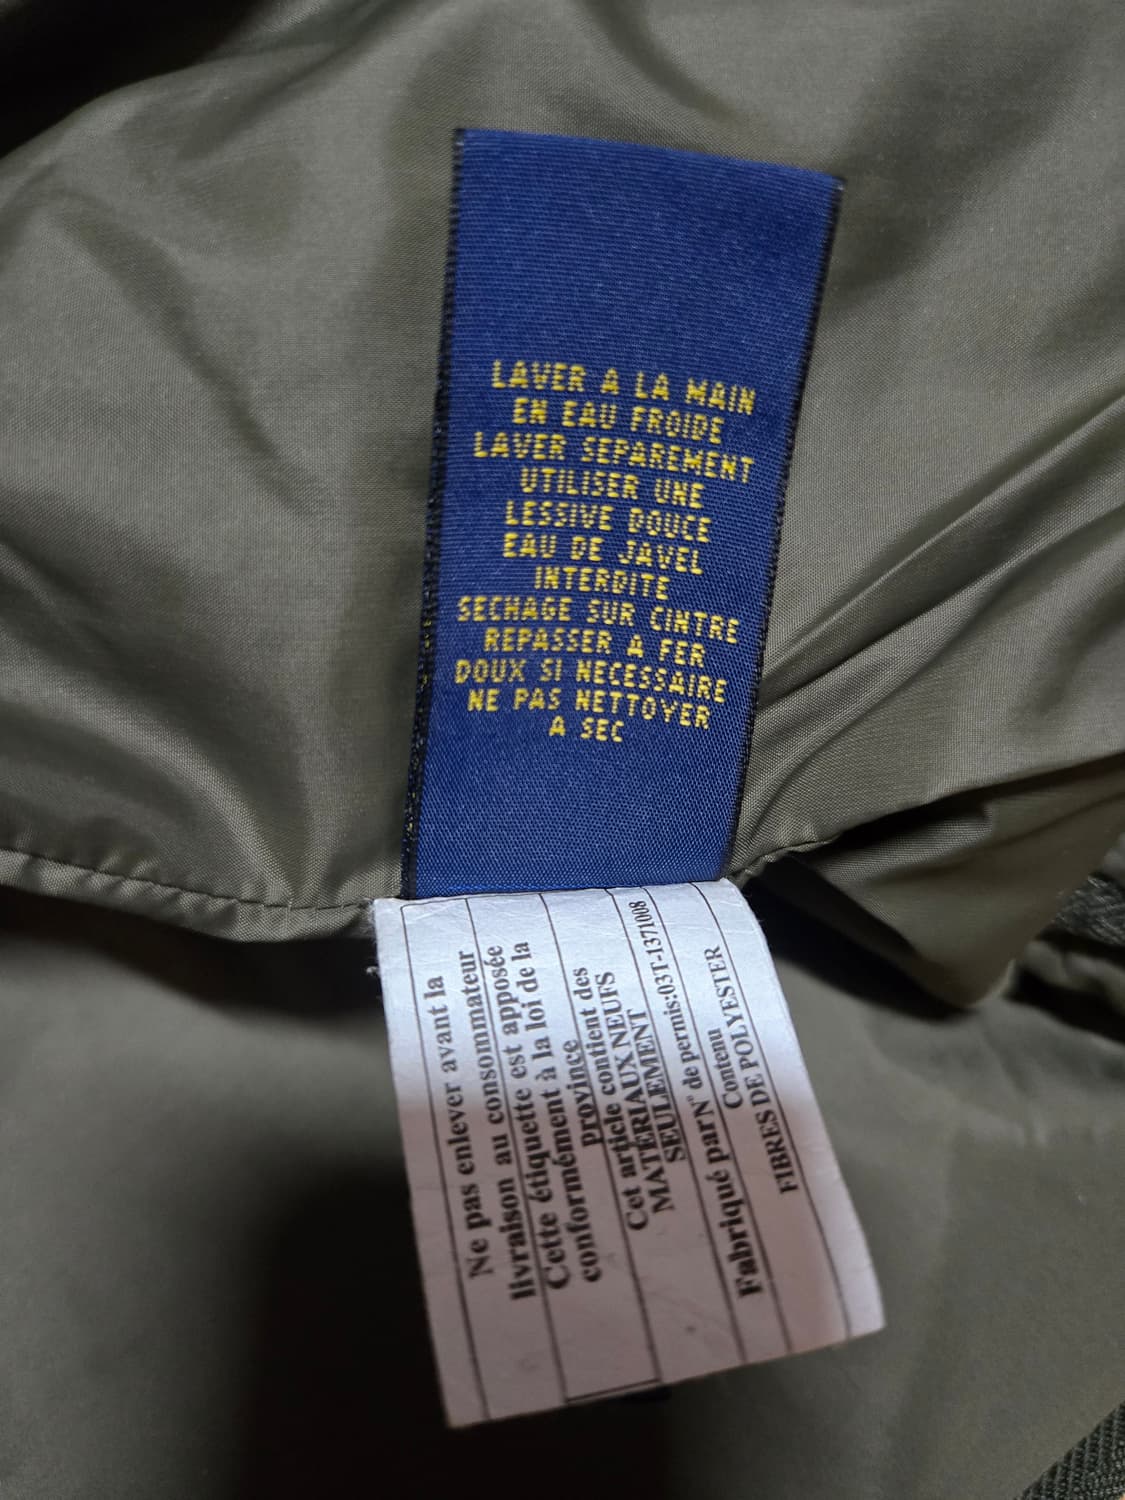 LAVER A LA MAIN
EN EAU FROIDE
LAVER SEPAREMENT
UTILISER UNE
LESSIVE DOUCE
EAU DE JAVEL
INTERDITE
SECHAGE SUR CINTRE
REPASSER A FER
DOUX SI NECESSAIRE
NE PAS NETTOYER
A SEC
Ne pas enlever avant la
livraison au consommateur
Cette étiquette est apposée
conformément à la loi de la
province
Cet article contient des
MATERIAUX NEUFS
SEULEMENT
Fabriqué parN° de permis:03T-1371008
Contenu
FIBRES DE POLYESTER